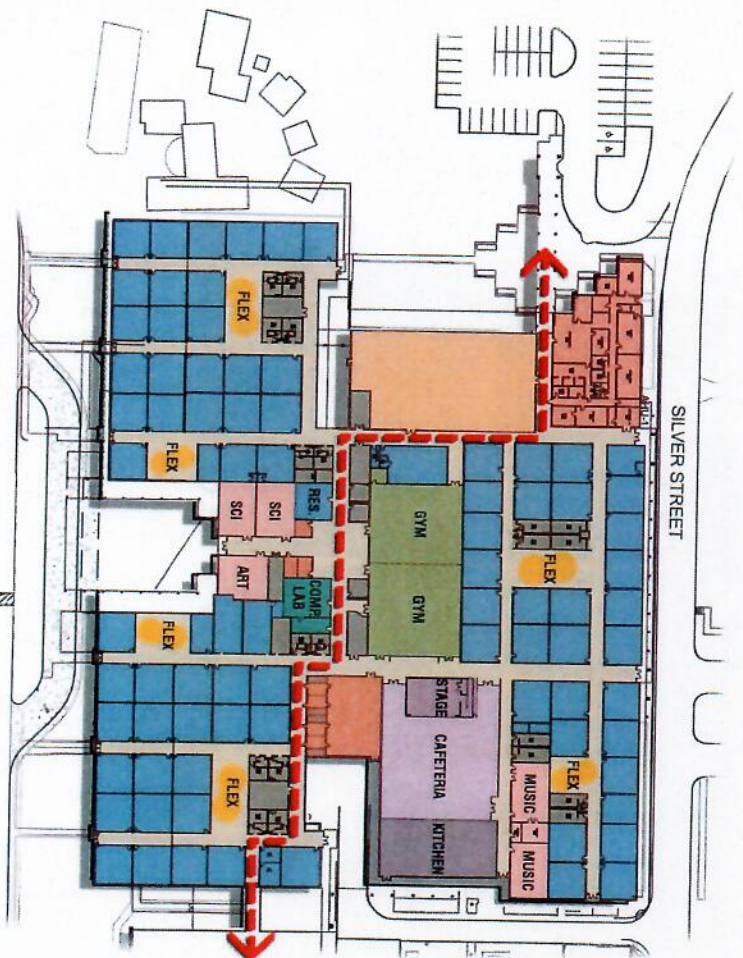 SILVER STREET
FLEX
FLEX
SCI
SCI
RES.
ART
COMP.
LAB
FLEX
FLEX
GYM
GYM
FLEX
STAGE
CAFETERIA
KITCHEN
FLEX
MUSIC
MUSIC